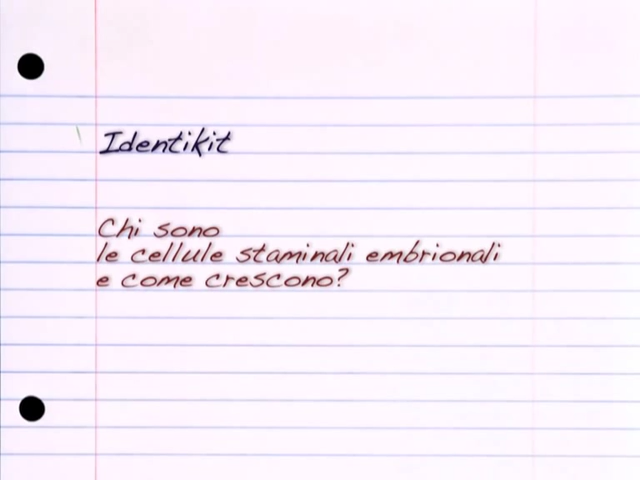 Identikit
Chi sono
le cellule staminali embrionali
e come crescono?